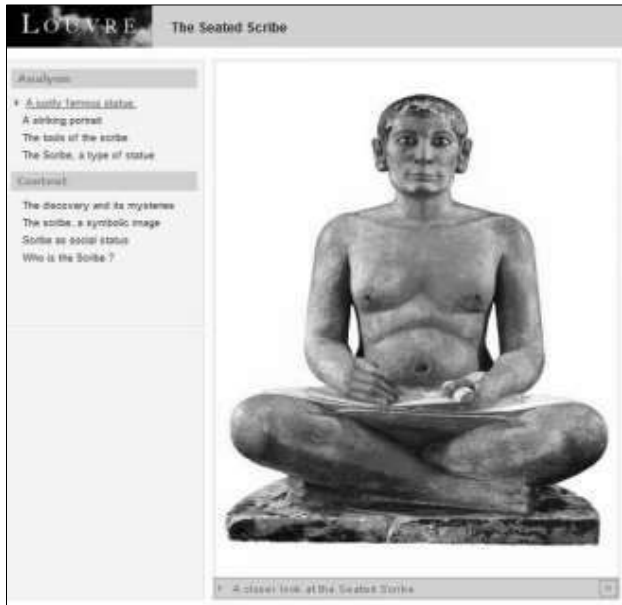 LOUVRE The Seated Scribe
Analyses
A justly famous statue
A striking portrait
The tools of the scribe
The Scribe, a type of statue
Context
The discovery and its mysteries
The scribe, a symbolic image
Scribe as social status
Who is the Scribe ?
A closer look at the Seated Scribe